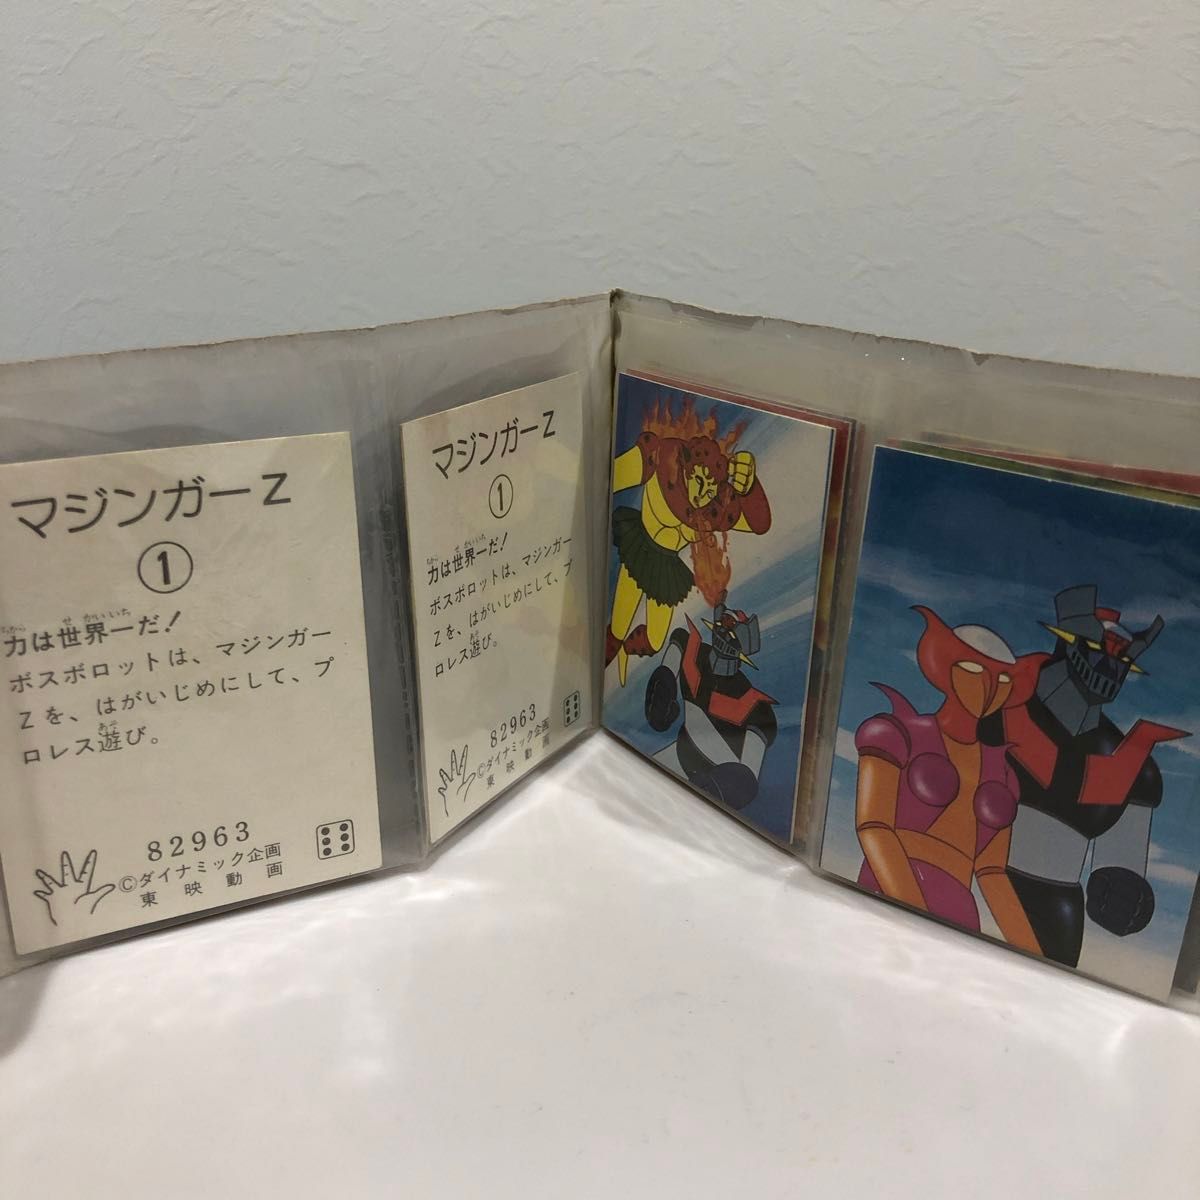 マジンガーZ
①
力は世界一だ!
ボスボロットは、マジンガー
Zを、はがいじめにして、プ
ロレス遊び。
82963
©ダイナミック企画
東映動画
マジンガーZ
①
力は世界一だ!
ボスボロットは、マジンガー
Zを、はがいじめにして、プ
ロレス遊び。
82963
©ダイナミック企画
東映動画